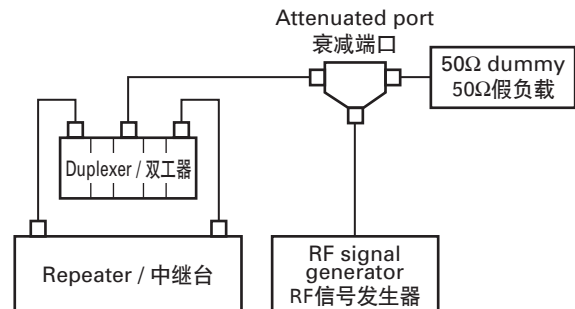 Attenuated port
衰减端口
50Ω dummy
50Ω假负载
Duplexer / 双工器
Repeater / 中继台
RF signal
generator
RF信号发生器